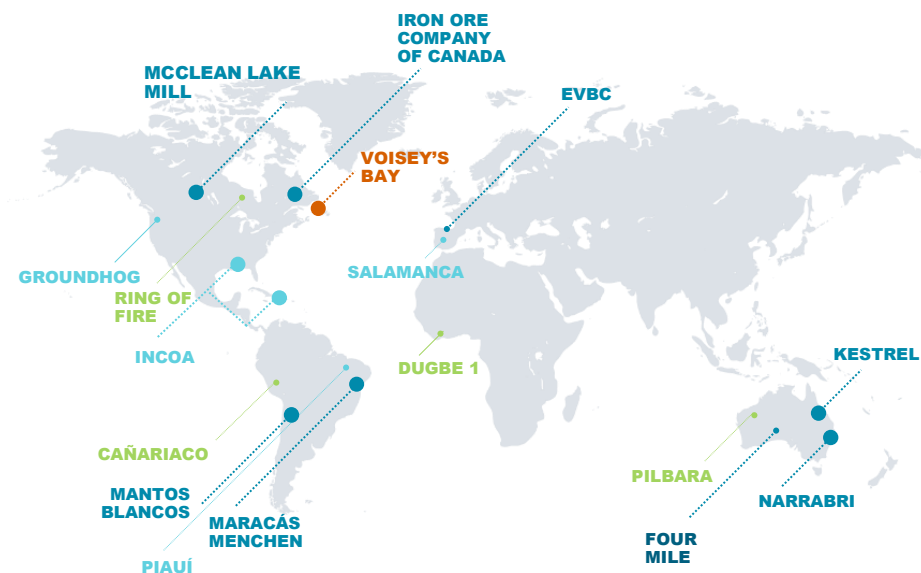 IRON ORE
COMPANY
OF CANADA
MCCLEAN LAKE
MILL
EVBC
VOISEY'S
BAY
GROUNDHOG
SALAMANCA
RING OF
FIRE
INCOA
DUGBE 1
KESTREL
CAÑARIACO
PILBARA
MANTOS
BLANCOS
NARRABRI
MARACÁS
MENCHEN
FOUR
MILE
PIAUÍ